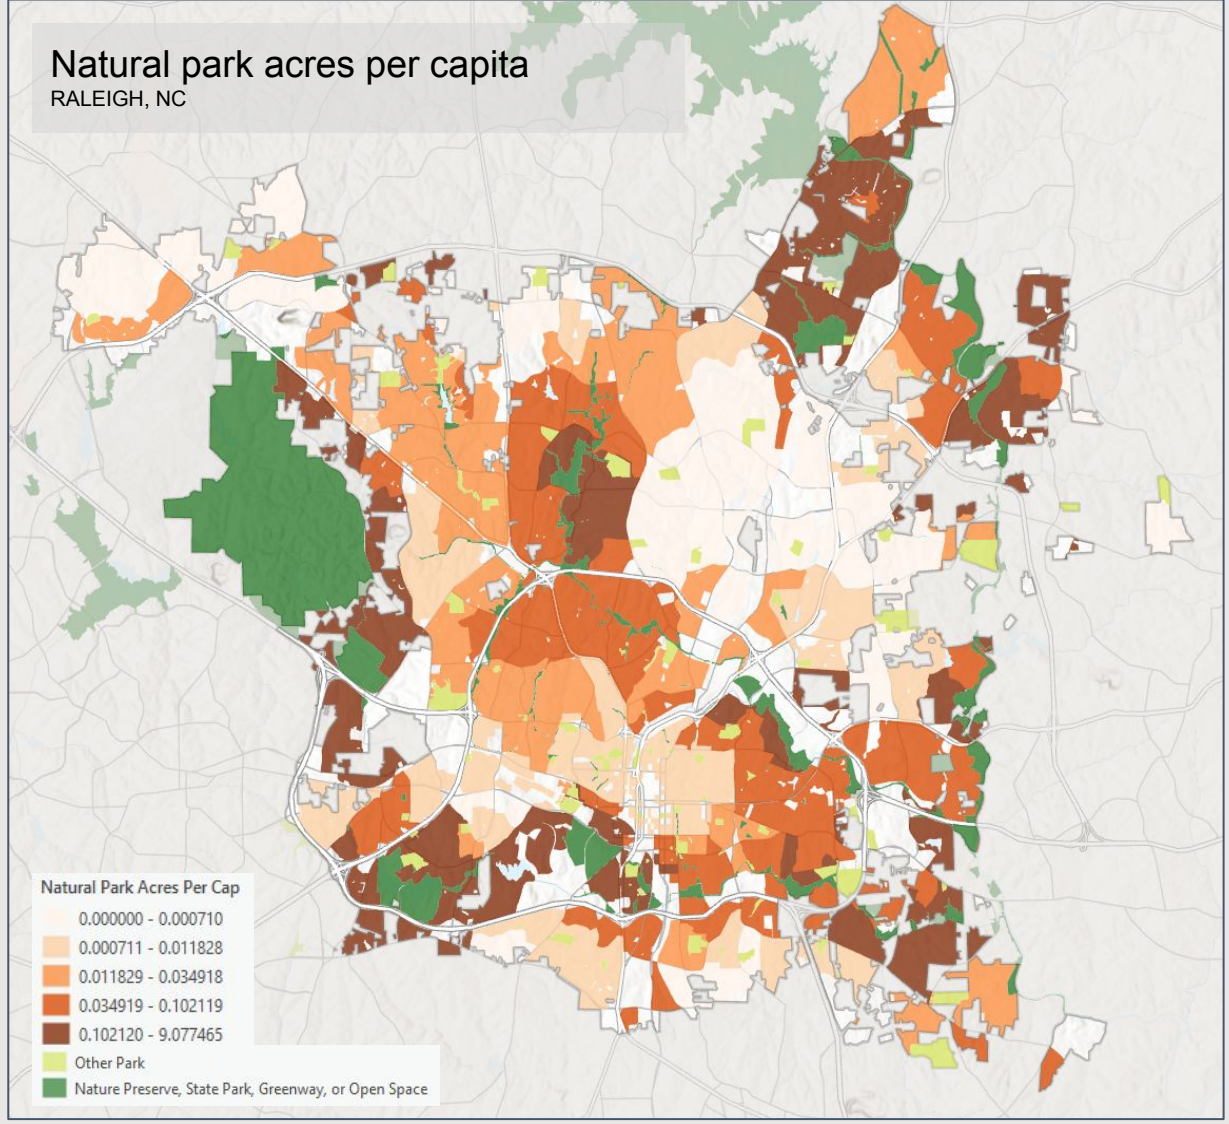 Natural park acres per capita
RALEIGH, NC
Natural Park Acres Per Cap
0.000000 - 0.000710
0.000711 - 0.011828
0.011829 - 0.034918
0.034919 - 0.102119
0.102120 - 9.077465
Other Park
Nature Preserve, State Park, Greenway, or Open Space